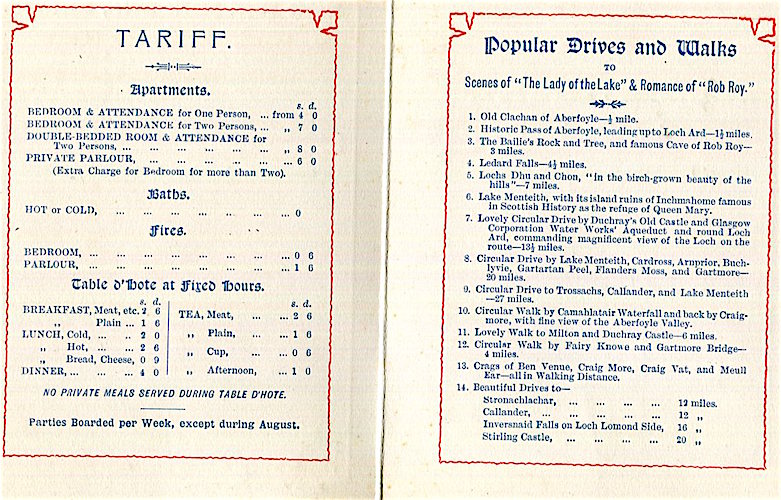 TARIFF.
Apartments.
s. d.
BEDROOM & ATTENDANCE for One Person, ... from 4 0
BEDROOM & ATTENDANCE for Two Persons, ... „ 7 0
DOUBLE-BEDDED ROOM & ATTENDANCE for
Two Persons, ... ... ... ... ... ... „ 8 0
PRIVATE PARLOUR, ... ... ... ... ... ... 6 0
(Extra Charge for Bedroom for more than Two).
Baths.
HOT or COLD, ... ... ... ... ... ... ... 0
Fires.
BEDROOM, ... ... ... ... ... ... ... ... 0 6
PARLOUR, ... ... ... ... ... ... ... ... 1 6
Table d'Hote at Fixed Hours.
s. d.
BREAKFAST, Meat, etc. 2 6
„ Plain ... 1 6
LUNCH, Cold, ... .. 2 0
„ Hot, ... ... 2 6
„ Bread, Cheese, 0 9
DINNER, ... ... ... 4 0
s. d.
TEA, Meat, ... ... 2 6
„ Plain, ... ... 1 6
„ Cup, ... ... 0 6
„ Afternoon, ... 1 0
NO PRIVATE MEALS SERVED DURING TABLE D'HOTE.
Parties Boarded per Week, except during August.
Popular Drives and Walks
TO
Scenes of "The Lady of the Lake" & Romance of "Rob Roy."
1. Old Clachan of Aberfoyle—½ mile.
2. Historic Pass of Aberfoyle, leading up to Loch Ard—1½ miles.
3. The Bailie's Rock and Tree, and famous Cave of Rob Roy—
3 miles.
4. Ledard Falls—4½ miles.
5. Lochs Dhu and Chon, "in the birch-grown beauty of the
hills"—7 miles.
6. Lake Menteith, with its island ruins of Inchmahome famous
in Scottish History as the refuge of Queen Mary.
7. Lovely Circular Drive by Duchray's Old Castle and Glasgow
Corporation Water Works' Aqueduct and round Loch
Ard, commanding magnificent view of the Loch on the
route—13½ miles.
8. Circular Drive by Lake Menteith, Cardross, Arnprior, Buch-
lyvie, Gartartan Peel, Flanders Moss, and Gartmore—
20 miles.
9. Circular Drive to Trossachs, Callander, and Lake Menteith
—27 miles.
10. Circular Walk by Camahlatair Waterfall and back by Craig-
more, with fine view of the Aberfoyle Valley.
11. Lovely Walk to Milton and Duchray Castle—6 miles.
12. Circular Walk by Fairy Knowe and Gartmore Bridge—
4 miles.
13. Crags of Ben Venue, Craig More, Craig Vat, and Meull
Ear—all in Walking Distance.
14. Beautiful Drives to—
Stronachlachar, ... ... ... ... 12 miles.
Callander, ... ... ... ... ... 12 „
Inversnaid Falls on Loch Lomond Side, 16 „
Stirling Castle, ... ... ... ... 20 „